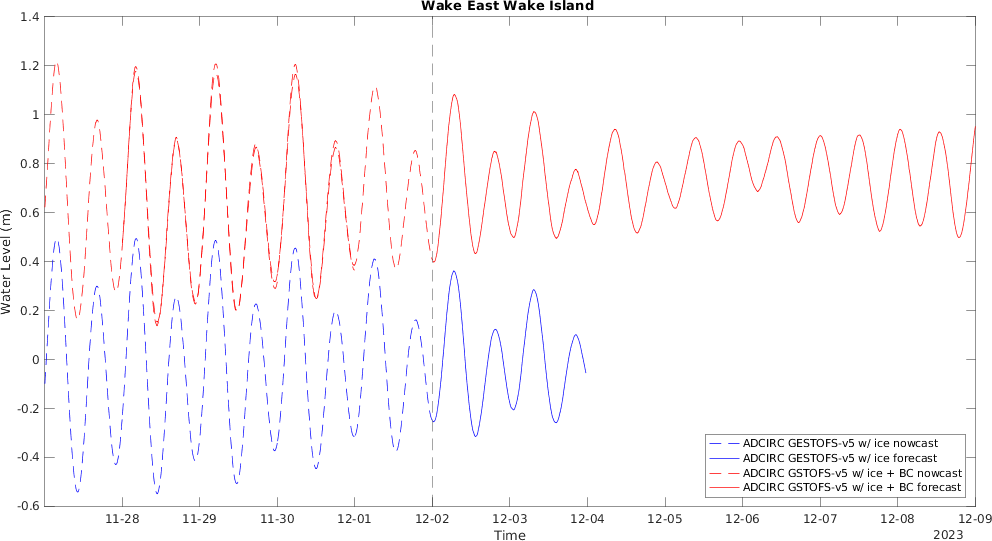 Wake East Wake Island
1.4
1.2
1
0.8
0.6
0.4
0.2
0
-0.2
-0.4
-0.6
Water Level (m)
ADCIRC GESTOFS-v5 w/ ice nowcast
ADCIRC GESTOFS-v5 w/ ice forecast
ADCIRC GSTOFS-v5 w/ ice + BC nowcast
ADCIRC GSTOFS-v5 w/ ice + BC forecast
11-28 11-29 11-30 12-01 12-02 12-03 12-04 12-05 12-06 12-07 12-08 12-09
Time
2023